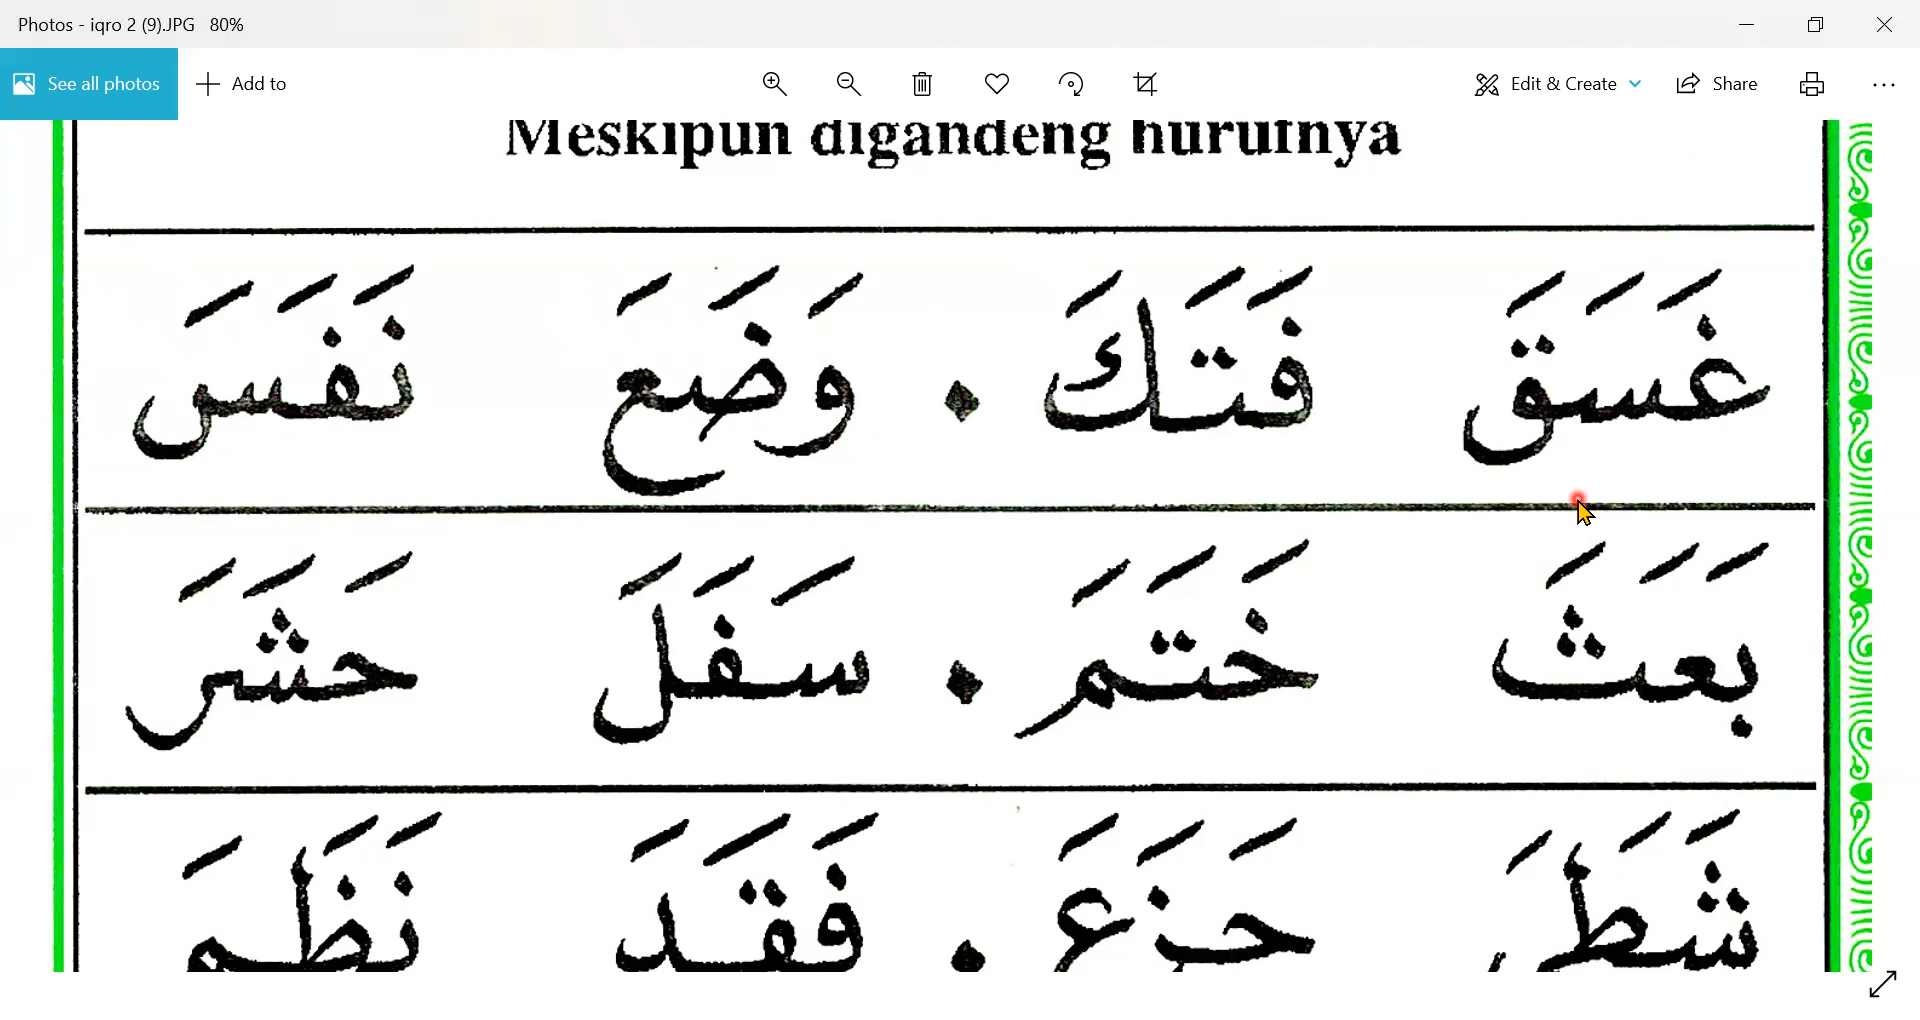 Photos - iqro 2 (9).JPG 80%
See all photos Add to Edit & Create Share
Meskipun digandeng hurufnya
غَسَقَ فَتَكَ . وَضَعَ نَفَسَ
بَعَثَ خَتَمَ . سَفَلَ حَشَرَ
فَقَدَ نَظَمَ